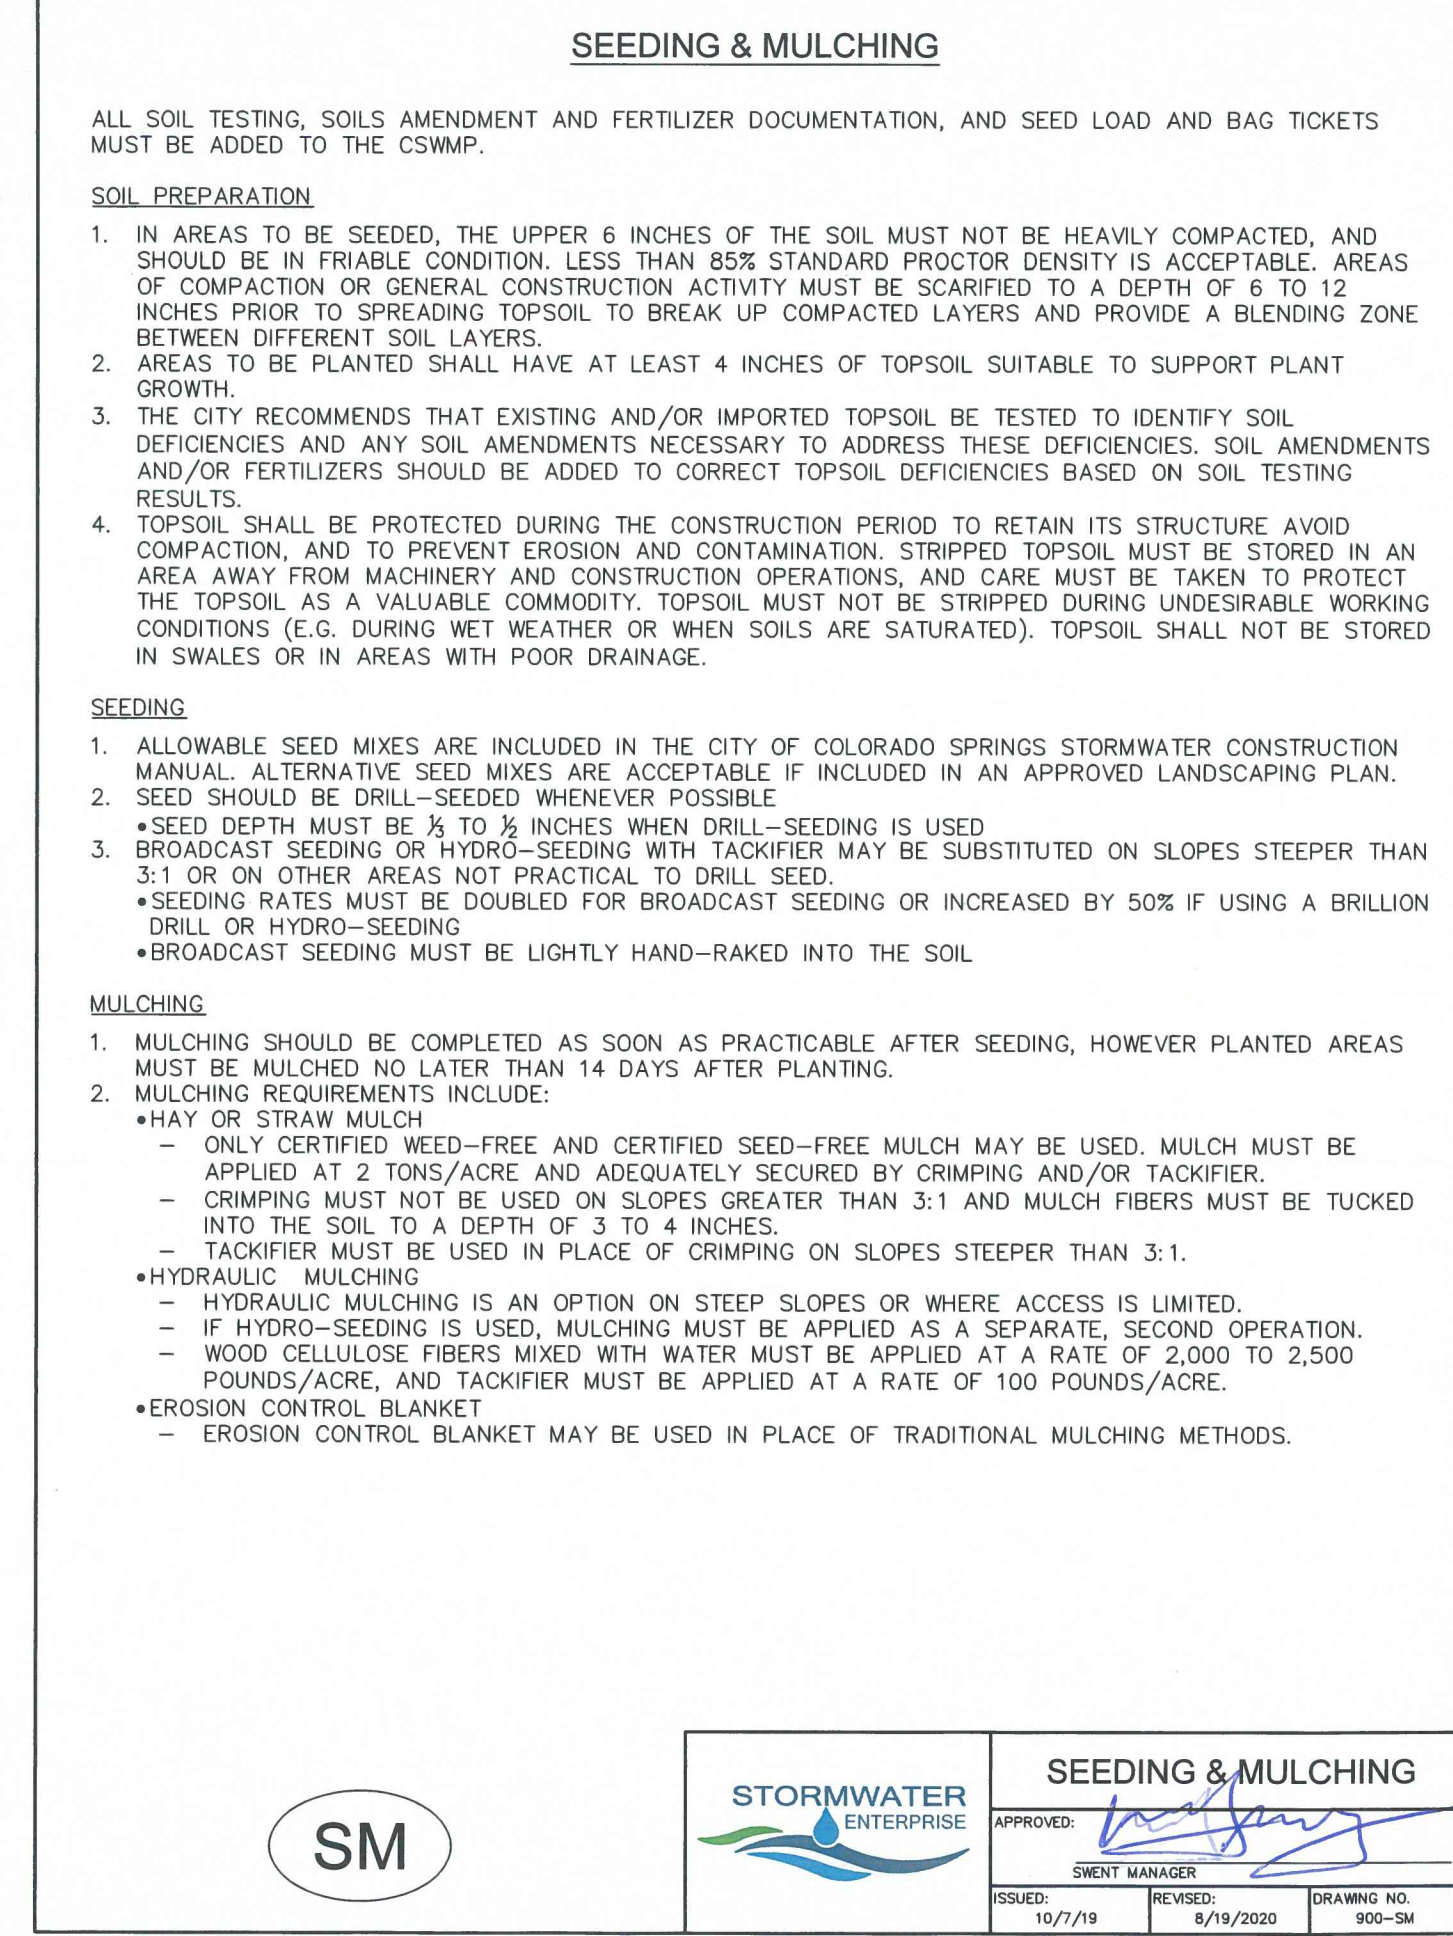 SEEDING & MULCHING
ALL SOIL TESTING, SOILS AMENDMENT AND FERTILIZER DOCUMENTATION, AND SEED LOAD AND BAG TICKETS
MUST BE ADDED TO THE CSWMP.
SOIL PREPARATION
1. IN AREAS TO BE SEEDED, THE UPPER 6 INCHES OF THE SOIL MUST NOT BE HEAVILY COMPACTED, AND
SHOULD BE IN FRIABLE CONDITION. LESS THAN 85% STANDARD PROCTOR DENSITY IS ACCEPTABLE. AREAS
OF COMPACTION OR GENERAL CONSTRUCTION ACTIVITY MUST BE SCARIFIED TO A DEPTH OF 6 TO 12
INCHES PRIOR TO SPREADING TOPSOIL TO BREAK UP COMPACTED LAYERS AND PROVIDE A BLENDING ZONE
BETWEEN DIFFERENT SOIL LAYERS.
2. AREAS TO BE PLANTED SHALL HAVE AT LEAST 4 INCHES OF TOPSOIL SUITABLE TO SUPPORT PLANT
GROWTH.
3. THE CITY RECOMMENDS THAT EXISTING AND/OR IMPORTED TOPSOIL BE TESTED TO IDENTIFY SOIL
DEFICIENCIES AND ANY SOIL AMENDMENTS NECESSARY TO ADDRESS THESE DEFICIENCIES. SOIL AMENDMENTS
AND/OR FERTILIZERS SHOULD BE ADDED TO CORRECT TOPSOIL DEFICIENCIES BASED ON SOIL TESTING
RESULTS.
4. TOPSOIL SHALL BE PROTECTED DURING THE CONSTRUCTION PERIOD TO RETAIN ITS STRUCTURE AVOID
COMPACTION, AND TO PREVENT EROSION AND CONTAMINATION. STRIPPED TOPSOIL MUST BE STORED IN AN
AREA AWAY FROM MACHINERY AND CONSTRUCTION OPERATIONS, AND CARE MUST BE TAKEN TO PROTECT
THE TOPSOIL AS A VALUABLE COMMODITY. TOPSOIL MUST NOT BE STRIPPED DURING UNDESIRABLE WORKING
CONDITIONS (E.G. DURING WET WEATHER OR WHEN SOILS ARE SATURATED). TOPSOIL SHALL NOT BE STORED
IN SWALES OR IN AREAS WITH POOR DRAINAGE.
SEEDING
1. ALLOWABLE SEED MIXES ARE INCLUDED IN THE CITY OF COLORADO SPRINGS STORMWATER CONSTRUCTION
MANUAL. ALTERNATIVE SEED MIXES ARE ACCEPTABLE IF INCLUDED IN AN APPROVED LANDSCAPING PLAN.
2. SEED SHOULD BE DRILL–SEEDED WHENEVER POSSIBLE
•SEED DEPTH MUST BE ⅓ TO ½ INCHES WHEN DRILL–SEEDING IS USED
3. BROADCAST SEEDING OR HYDRO–SEEDING WITH TACKIFIER MAY BE SUBSTITUTED ON SLOPES STEEPER THAN
3:1 OR ON OTHER AREAS NOT PRACTICAL TO DRILL SEED.
•SEEDING RATES MUST BE DOUBLED FOR BROADCAST SEEDING OR INCREASED BY 50% IF USING A BRILLION
DRILL OR HYDRO–SEEDING
•BROADCAST SEEDING MUST BE LIGHTLY HAND–RAKED INTO THE SOIL
MULCHING
1. MULCHING SHOULD BE COMPLETED AS SOON AS PRACTICABLE AFTER SEEDING, HOWEVER PLANTED AREAS
MUST BE MULCHED NO LATER THAN 14 DAYS AFTER PLANTING.
2. MULCHING REQUIREMENTS INCLUDE:
•HAY OR STRAW MULCH
– ONLY CERTIFIED WEED–FREE AND CERTIFIED SEED–FREE MULCH MAY BE USED. MULCH MUST BE
APPLIED AT 2 TONS/ACRE AND ADEQUATELY SECURED BY CRIMPING AND/OR TACKIFIER.
– CRIMPING MUST NOT BE USED ON SLOPES GREATER THAN 3:1 AND MULCH FIBERS MUST BE TUCKED
INTO THE SOIL TO A DEPTH OF 3 TO 4 INCHES.
– TACKIFIER MUST BE USED IN PLACE OF CRIMPING ON SLOPES STEEPER THAN 3:1.
•HYDRAULIC MULCHING
– HYDRAULIC MULCHING IS AN OPTION ON STEEP SLOPES OR WHERE ACCESS IS LIMITED.
– IF HYDRO–SEEDING IS USED, MULCHING MUST BE APPLIED AS A SEPARATE, SECOND OPERATION.
– WOOD CELLULOSE FIBERS MIXED WITH WATER MUST BE APPLIED AT A RATE OF 2,000 TO 2,500
POUNDS/ACRE, AND TACKIFIER MUST BE APPLIED AT A RATE OF 100 POUNDS/ACRE.
•EROSION CONTROL BLANKET
– EROSION CONTROL BLANKET MAY BE USED IN PLACE OF TRADITIONAL MULCHING METHODS.
SM
STORMWATER
ENTERPRISE
SEEDING & MULCHING
APPROVED:
SWENT MANAGER
ISSUED:
10/7/19
REVISED:
8/19/2020
DRAWING NO.
900–SM